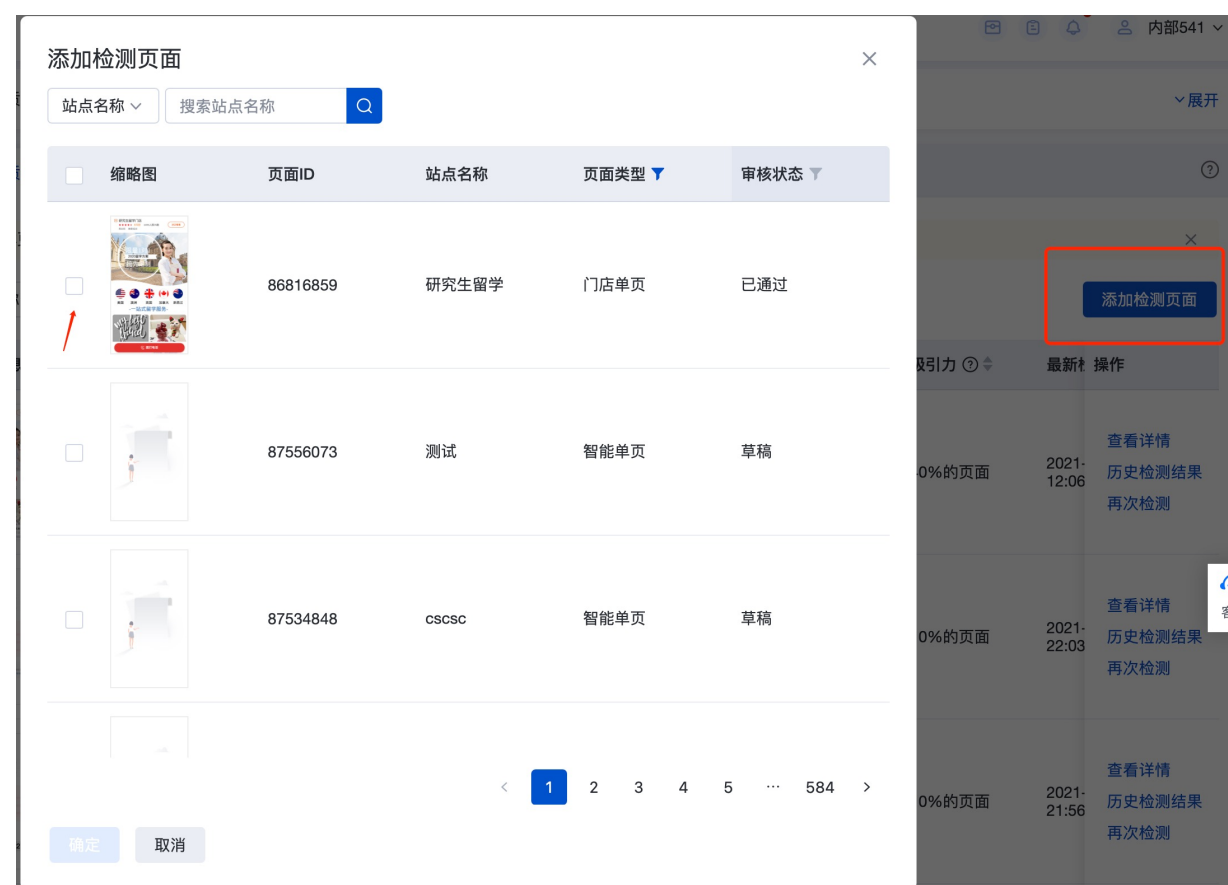 添加检测页面
内部541
站点名称
搜索站点名称
展开
缩略图 页面ID 站点名称 页面类型 审核状态
86816859 研究生留学 门店单页 已通过
添加检测页面
吸引力 最新 操作
87556073 测试 智能单页 草稿
0%的页面 2021-
12:06
查看详情
历史检测结果
再次检测
87534848 cscsc 智能单页 草稿
0%的页面 2021-
22:03
查看详情
历史检测结果
再次检测
1 2 3 4 5 ··· 584
0%的页面 2021-
21:56
查看详情
历史检测结果
再次检测
确定 取消